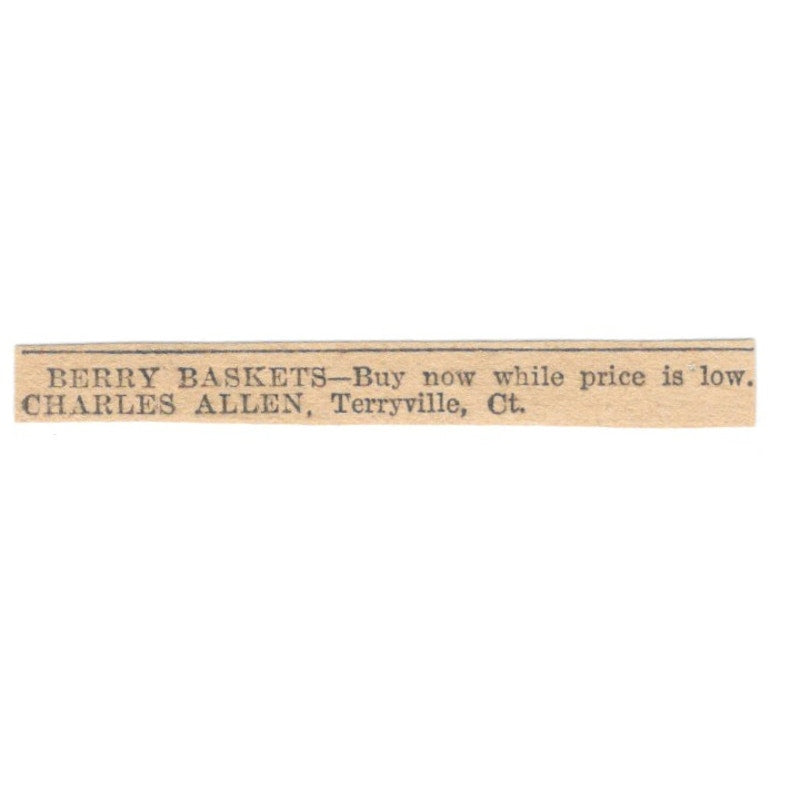 BERRY BASKETS—Buy now while price is low.
CHARLES ALLEN, Terryville, Ct.